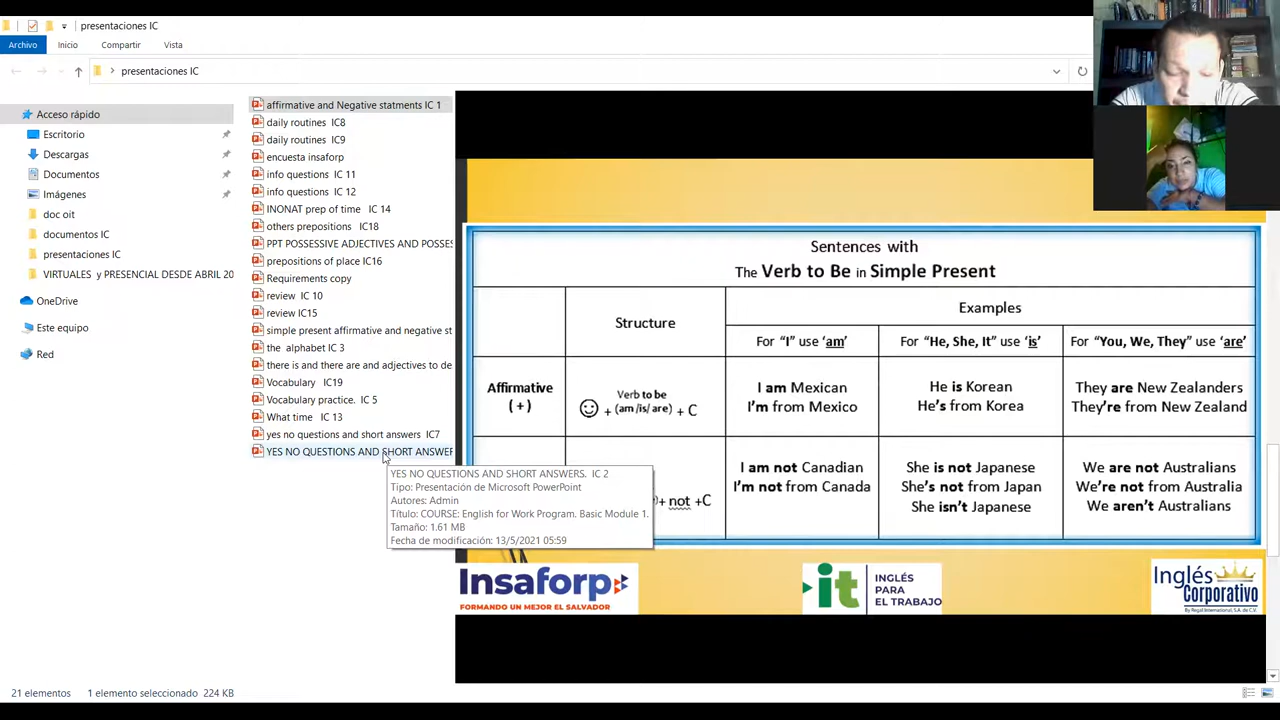 presentaciones IC
Archivo
Inicio
Compartir
Vista
presentaciones IC
Acceso rápido
Escritorio
Descargas
Documentos
Imágenes
doc oit
documentos IC
presentaciones IC
VIRTUALES y PRESENCIAL DESDE ABRIL 20
OneDrive
Este equipo
Red
affirmative and Negative statments IC 1
daily routines IC8
daily routines IC9
encuesta insaforp
info questions IC 11
info questions IC 12
INONAT prep of time IC 14
others prepositions IC18
PPT POSSESSIVE ADJECTIVES AND POSSES
prepositions of place IC16
Requirements copy
review IC 10
review IC15
simple present affirmative and negative st
the alphabet IC 3
there is and there are and adjectives to de
Vocabulary IC19
Vocabulary practice. IC 5
What time IC 13
yes no questions and short answers IC7
YES NO QUESTIONS AND SHORT ANSWER
YES NO QUESTIONS AND SHORT ANSWERS. IC 2
Tipo: Presentación de Microsoft PowerPoint
Autores: Admin
Título: COURSE: English for Work Program. Basic Module 1.
Tamaño: 1.61 MB
Fecha de modificación: 13/5/2021 05:59
Sentences with
The Verb to Be in Simple Present
Structure
Examples
For "I" use 'am'
For "He, She, It" use 'is'
For "You, We, They" use 'are'
Affirmative
( + )
Verb to be
+ (am /is/ are) + C
I am Mexican
I'm from Mexico
He is Korean
He's from Korea
They are New Zealanders
They're from New Zealand
)+ not +C
I am not Canadian
I'm not from Canada
She is not Japanese
She's not from Japan
She isn't Japanese
We are not Australians
We're not from Australia
We aren't Australians
Insaforp
FORMANDO UN MEJOR EL SALVADOR
it
INGLÉS
PARA
EL TRABAJO
Inglés
Corporativo
By Regal International, S.A. de C.V.
21 elementos
1 elemento seleccionado 224 KB